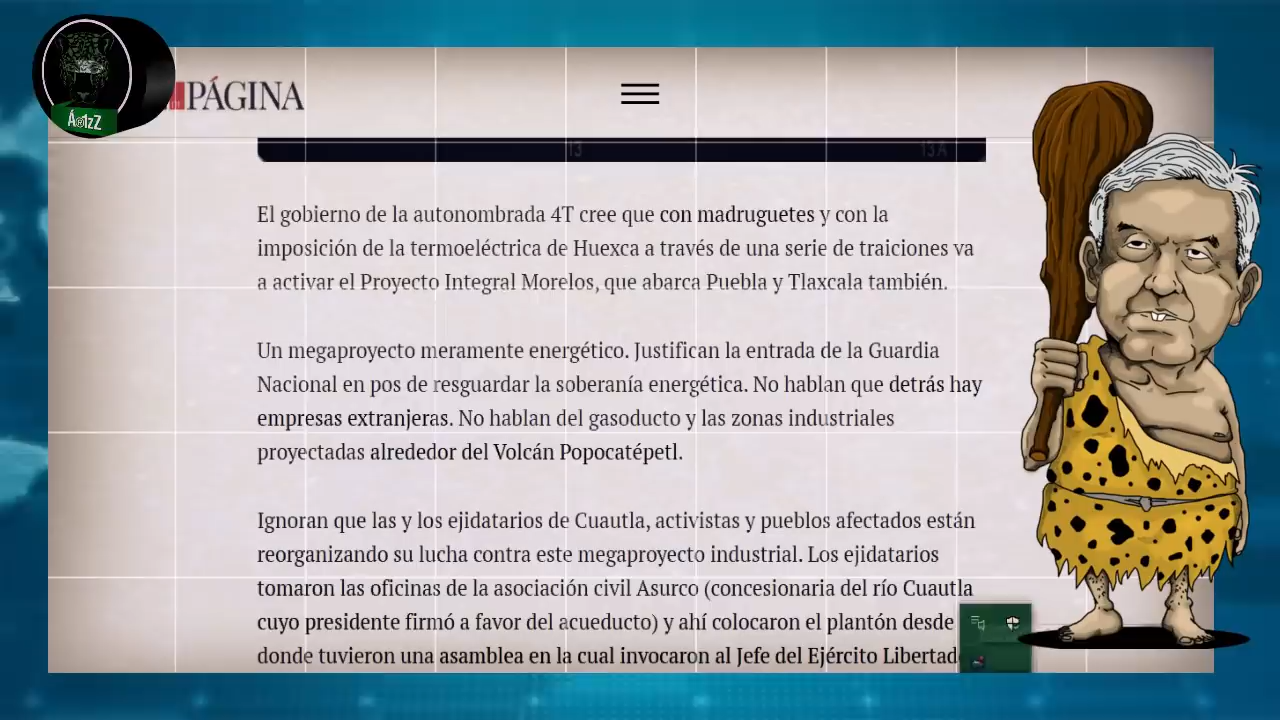 PÁGINA
Á®1zZ
13
13 A
El gobierno de la autonombrada 4T cree que con madruguetes y con la
imposición de la termoeléctrica de Huexca a través de una serie de traiciones va
a activar el Proyecto Integral Morelos, que abarca Puebla y Tlaxcala también.
Un megaproyecto meramente energético. Justifican la entrada de la Guardia
Nacional en pos de resguardar la soberanía energética. No hablan que detrás hay
empresas extranjeras. No hablan del gasoducto y las zonas industriales
proyectadas alrededor del Volcán Popocatépetl.
Ignoran que las y los ejidatarios de Cuautla, activistas y pueblos afectados están
reorganizando su lucha contra este megaproyecto industrial. Los ejidatarios
tomaron las oficinas de la asociación civil Asurco (concesionaria del río Cuautla
cuyo presidente firmó a favor del acueducto) y ahí colocaron el plantón desde
donde tuvieron una asamblea en la cual invocaron al Jefe del Ejército Libertad